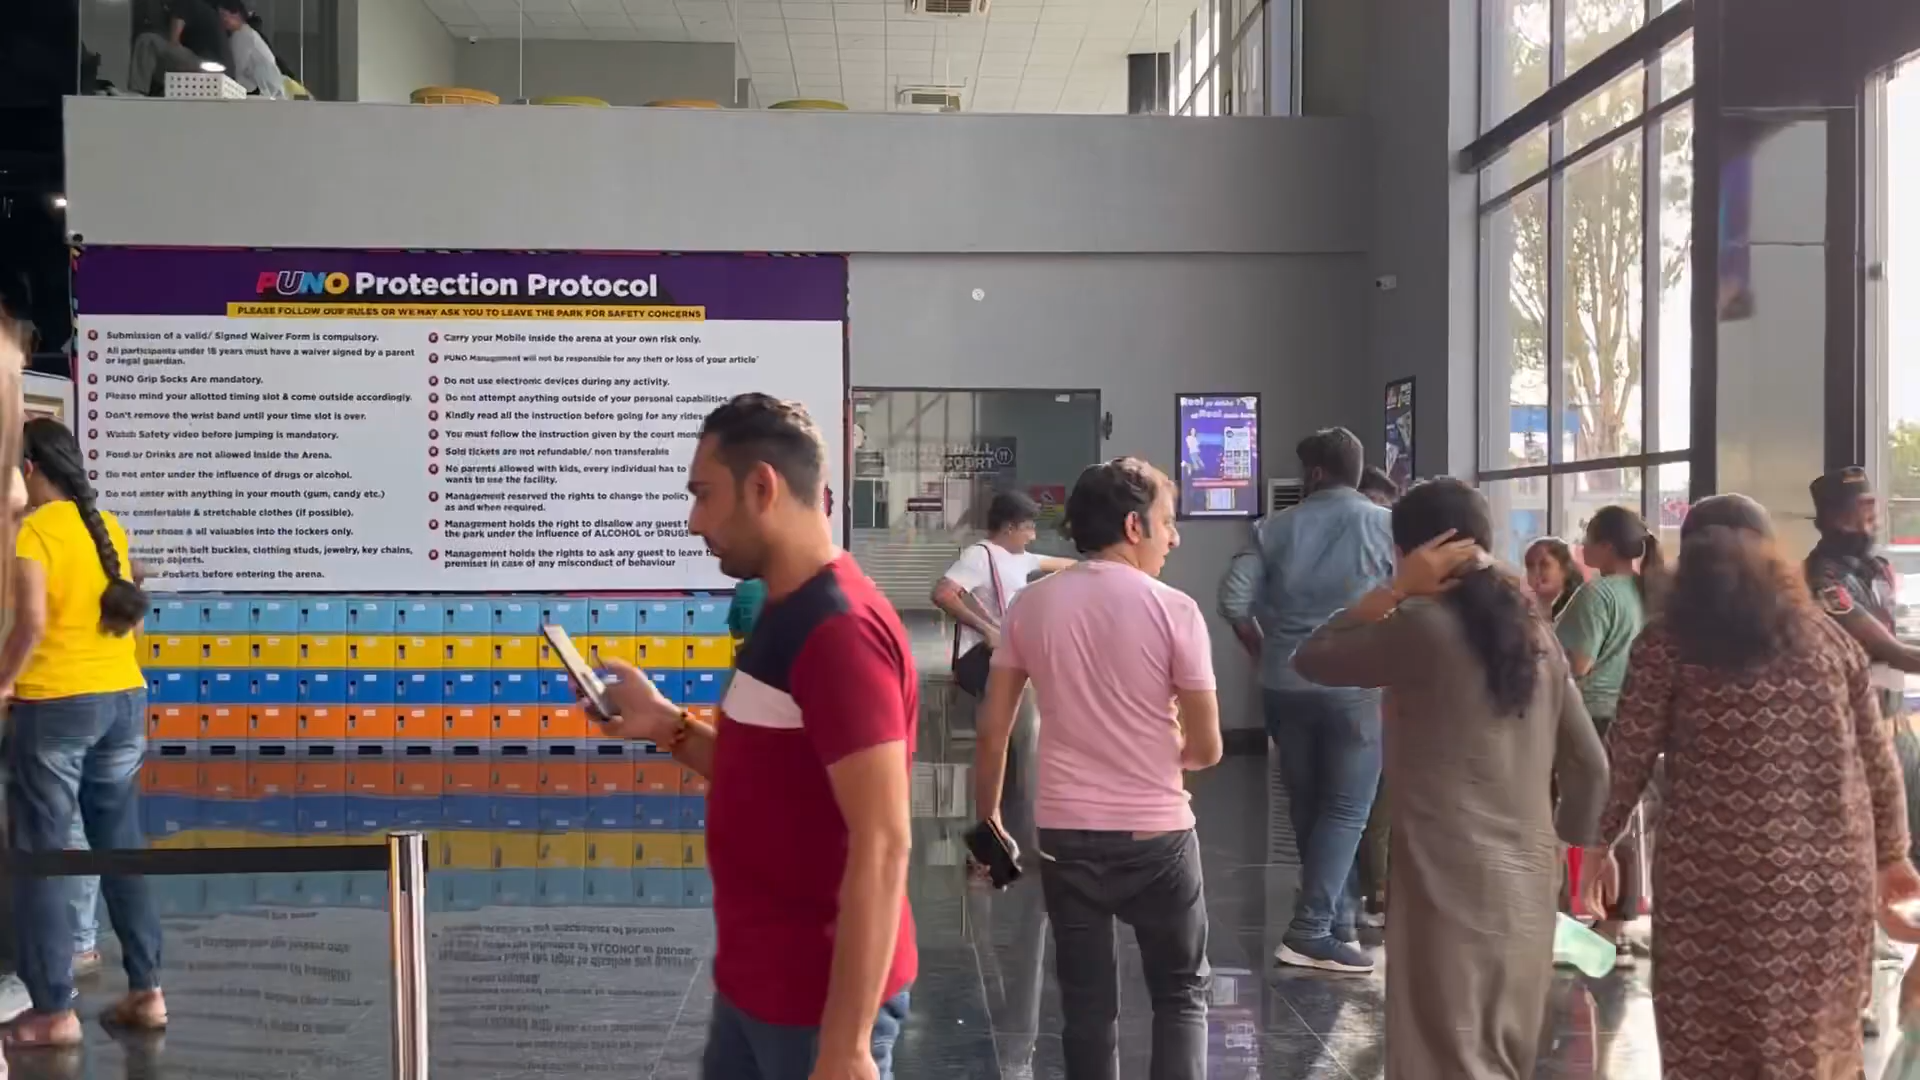 PUNO Protection Protocol
PLEASE FOLLOW OUR RULES OR WE MAY ASK YOU TO LEAVE THE PARK FOR SAFETY CONCERNS
Submission of a valid/ Signed Waiver Form is compulsory.
All participants under 18 years must have a waiver signed by a parent
or legal guardian.
PUNO Grip Socks Are mandatory.
Please mind your allotted timing slot & come outside accordingly.
Don't remove the wrist band until your time slot is over.
Watch Safety video before jumping is mandatory.
Food or Drinks are not allowed Inside the Arena.
Do not enter under the influence of drugs or alcohol.
Do not enter with anything in your mouth (gum, candy etc.)
comfortable & stretchable clothes (if possible).
your shoes & all valuables into the lockers only.
with belt buckles, clothing studs, jewelry, key chains,
objects.
Pockets before entering the arena.
Carry your Mobile inside the arena at your own risk only.
PUNO Management will not be responsible for any theft or loss of your article'
Do not use electronic devices during any activity.
Do not attempt anything outside of your personal capabilities
Kindly read all the instruction before going for any rides
You must follow the instruction given by the court
Sold tickets are not refundable/ non transferable
No parents allowed with kids, every individual has to
wants to use the facility.
Management reserved the rights to change the policy
as and when required.
Management holds the right to disallow any guest
the park under the influence of ALCOHOL or DRUGS
Management holds the rights to ask any guest to leave
premises in case of any misconduct of behaviour
HALL
COURT
Reel
Real